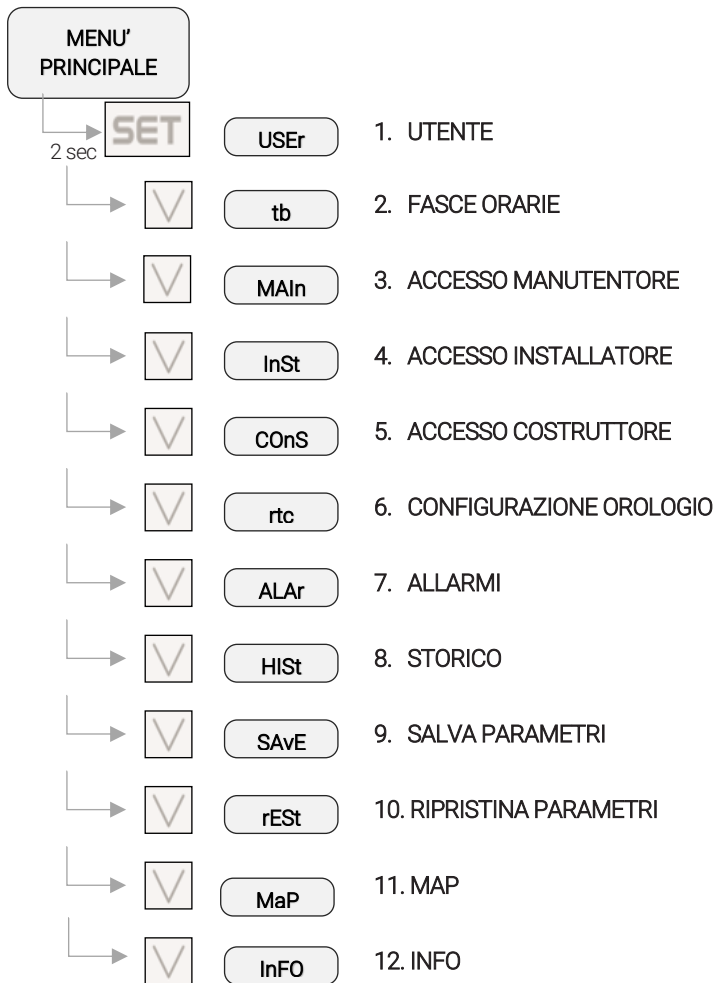 MENU’
PRINCIPALE
SET
2 sec
USEr
1. UTENTE
V
tb
2. FASCE ORARIE
V
MAIn
3. ACCESSO MANUTENTORE
V
InSt
4. ACCESSO INSTALLATORE
V
COnS
5. ACCESSO COSTRUTTORE
V
rtc
6. CONFIGURAZIONE OROLOGIO
V
ALAr
7. ALLARMI
V
HISt
8. STORICO
V
SAvE
9. SALVA PARAMETRI
V
rESt
10. RIPRISTINA PARAMETRI
V
MaP
11. MAP
V
InFO
12. INFO